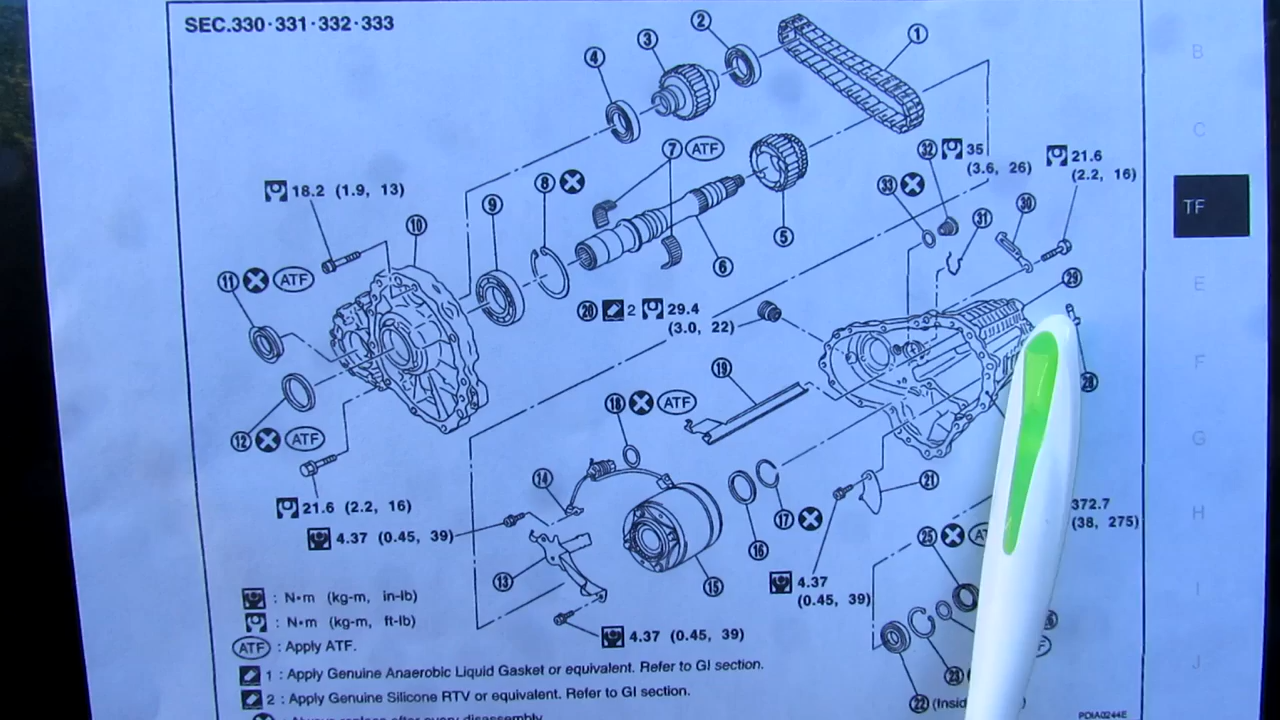 SEC.330·331·332·333
2
1
3
4
7 ATF
32 35
(3.6, 26)
21.6
(2.2, 16)
18.2 (1.9, 13)
8
33
9
30
31
10
5
6
11 ATF
29
20 2 29.4
(3.0, 22)
19
28
18 ATF
12 ATF
14
21
21.6 (2.2, 16)
372.7
(38, 275)
17
4.37 (0.45, 39)
25
16
13
15
4.37
(0.45, 39)
: N•m (kg-m, in-lb)
: N•m (kg-m, ft-lb)
4.37 (0.45, 39)
ATF : Apply ATF.
1 : Apply Genuine Anaerobic Liquid Gasket or equivalent. Refer to GI section.
23
2 : Apply Genuine Silicone RTV or equivalent. Refer to GI section.
22
: Always replace after every disassembly.
PDIA0244E
B
C
TF
E
F
G
H
I
J